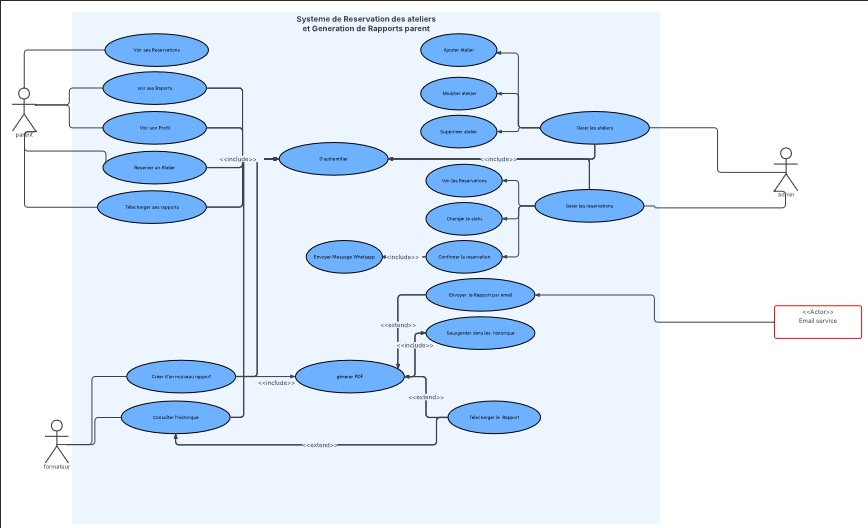 Systeme de Reservation des ateliers
et Generation de Rapports parent
Voir ses Reservations
voir ses Raports
Voir son Profil
Reserver un Atelier
Télécharger ses rapports
parent
<<include>>
S'authentifier
<<include>>
Ajouter Atelier
Modifier atelier
Supprimer atelier
Gerer les ateliers
Voir les Reservations
Changer le statu
Confirmer la reservation
Gerer les reservations
admin
Envoyer Message Whatsapp
<include>>
Envoyer le Rapport par email
<<extend>>
Sauvgarder dans les historique
<<include>>
<<Actor>>
Email service
Créer d'un nouveau rapport
<<include>>
génerer PDF
<<extend>>
Consulter l'historique
Télécharger le Rapport
<<extend>>
formateur